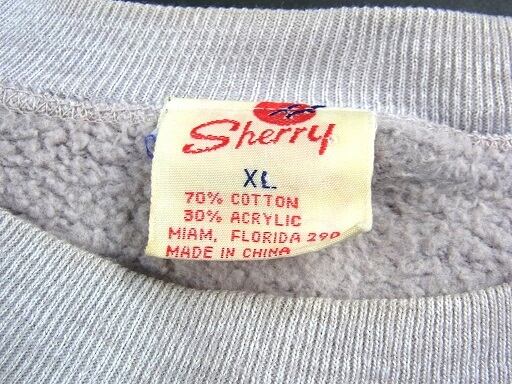 Sherry
XL
70% COTTON
30% ACRYLIC
MIAM, FLORIDA 290
MADE IN CHINA